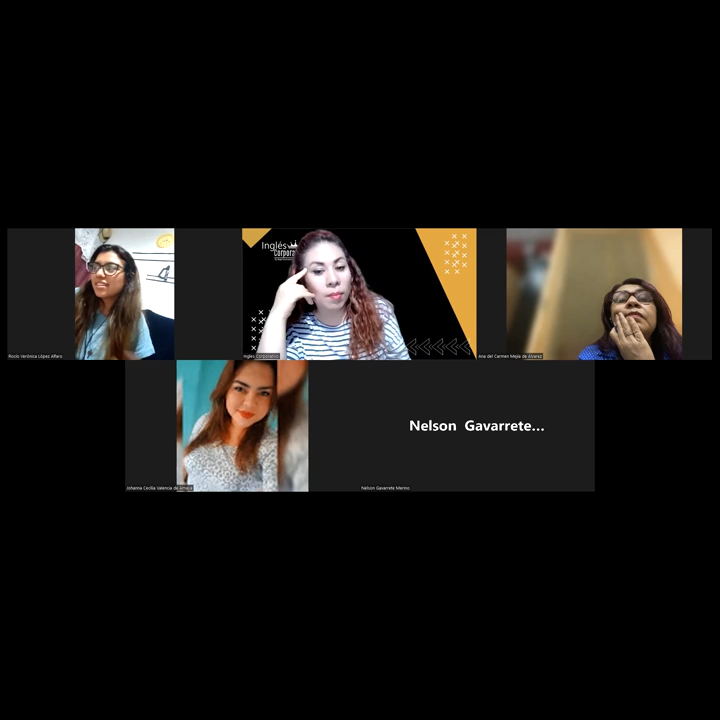 Inglés
Corpora
Rocío Verónica López Alfaro
Inglés Corporativo
Ana del Carmen Mejía de Alvarez
Nelson Gavarrete...
Johanna Cecilia Valencia de Amaya
Nelson Gavarrete Merino